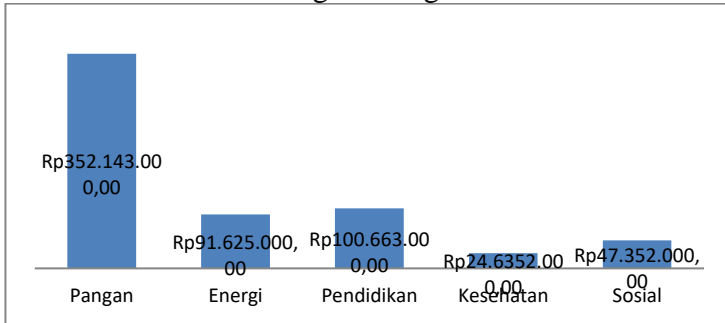 Rp352.143.00
0,00
Rp91.625.000,
00
Rp100.663.00
0,00
Rp24.6352.00
0,00
Rp47.352.000,
00
Pangan
Energi
Pendidikan
Kesehatan
Sosial